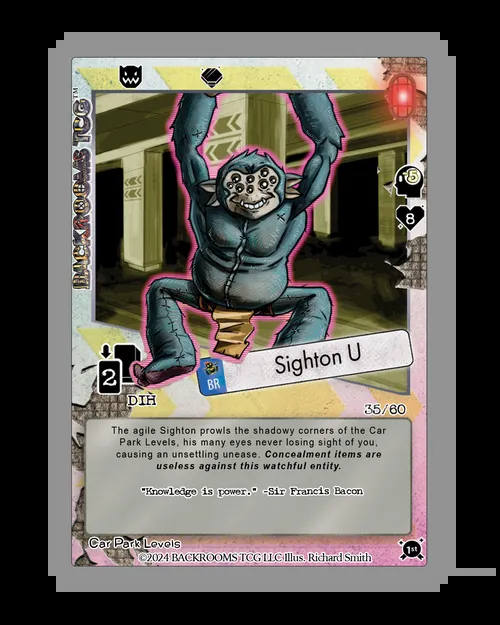 BACKROOMS TCG™
5
8
2
DIH
BR
Sighton U
35/60
The agile Sighton prowls the shadowy corners of the Car
Park Levels, his many eyes never losing sight of you,
causing an unsettling unease. Concealment items are
useless against this watchful entity.
"Knowledge is power." -Sir Francis Bacon
Car Park Levels
©2024 BACKROOMS TCG LLC Illus. Richard Smith
1st